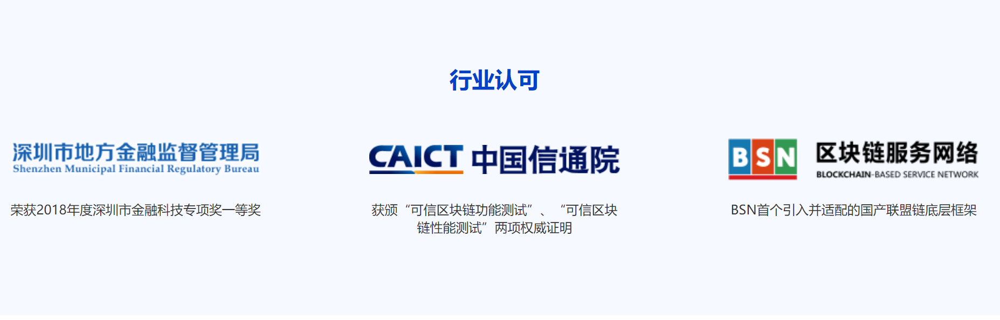 行业认可
深圳市地方金融监督管理局
Shenzhen Municipal Financial Regulatory Bureau
荣获2018年度深圳市金融科技专项奖一等奖
CAICT 中国信通院
获颁“可信区块链功能测试”、“可信区块
链性能测试”两项权威证明
BSN 区块链服务网络
BLOCKCHAIN-BASED SERVICE NETWORK
BSN首个引入并适配的国产联盟链底层框架